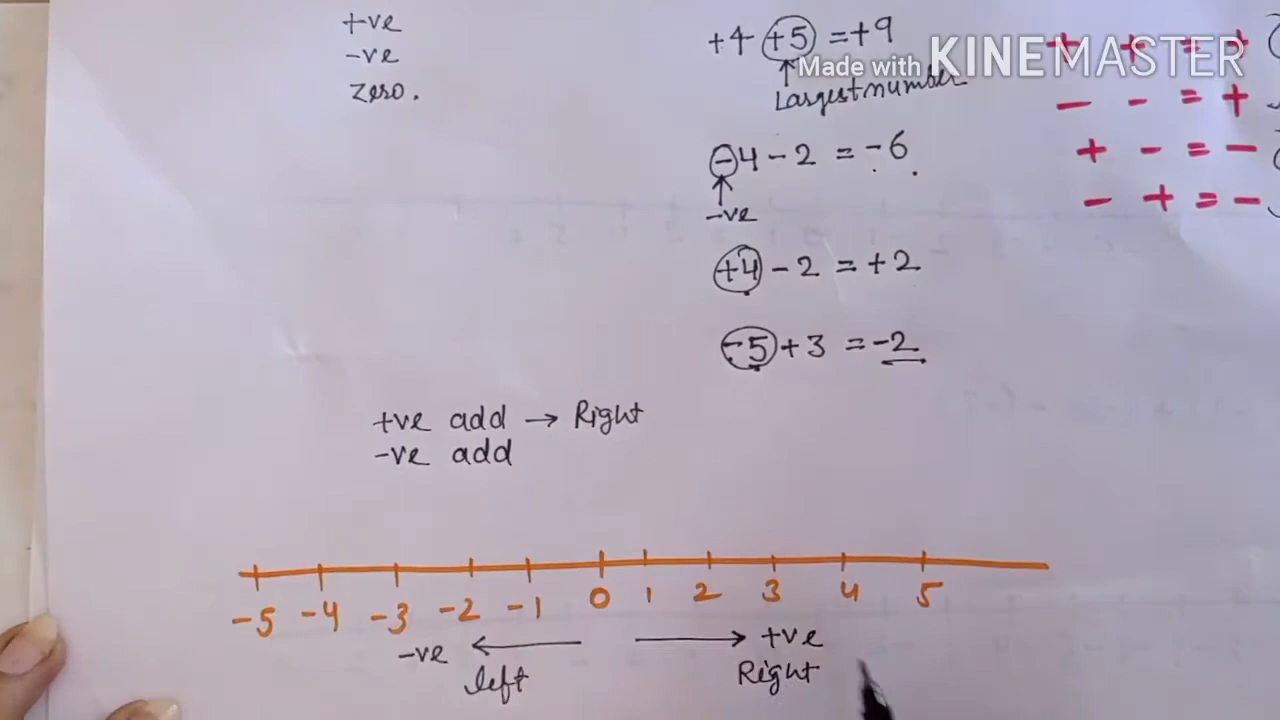 +ve
-ve
zero.
+4 +5 = +9
Largest number
-4 - 2 = -6
-ve
+4 - 2 = +2
-5 + 3 = -2
+ + = +
- - = +
+ - = -
- + = -
Made with KINEMASTER
+ve add → Right
-ve add
-5 -4 -3 -2 -1 0 1 2 3 4 5
-ve ← → +ve
left Right